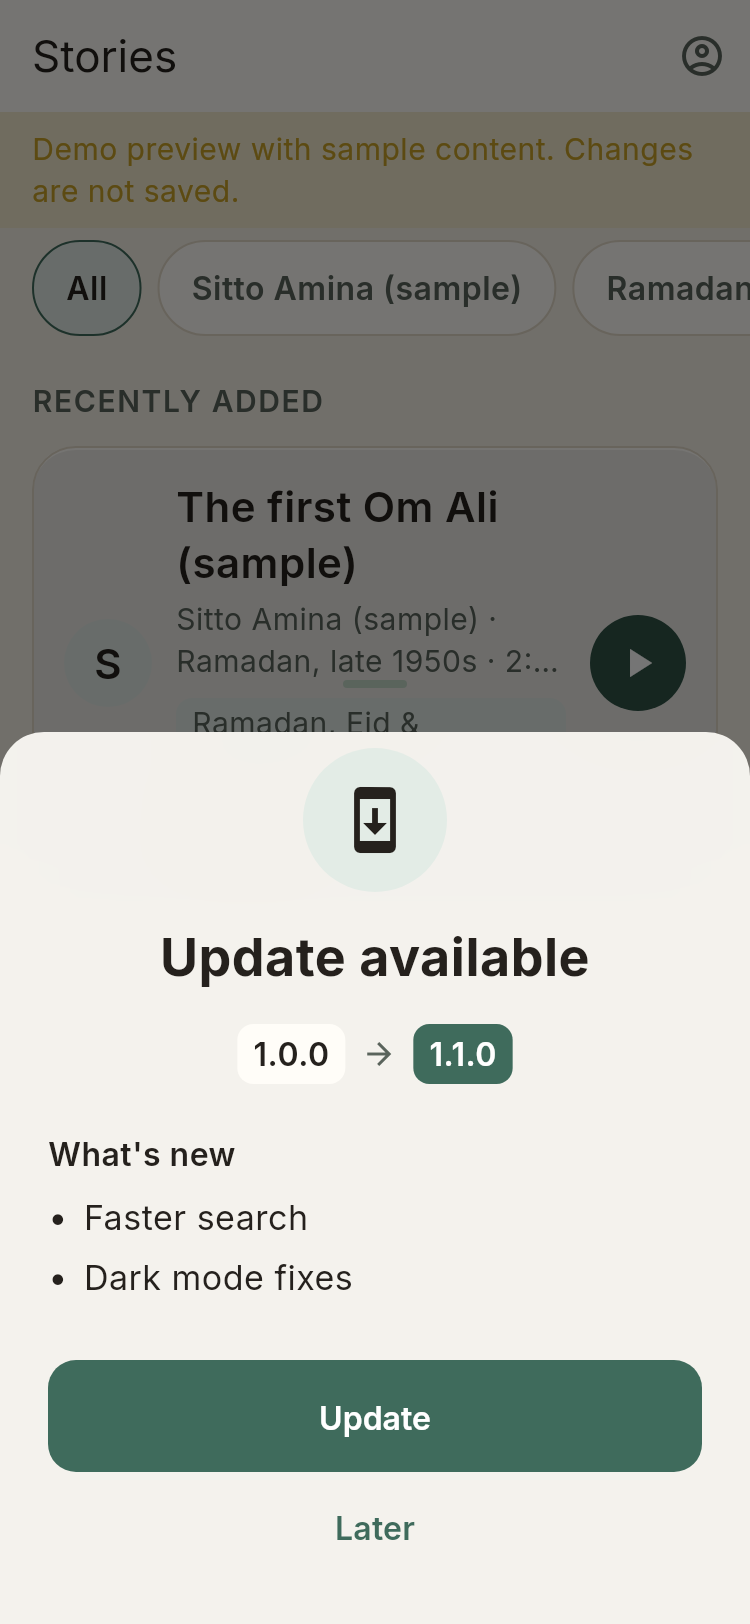 Stories
Demo preview with sample content. Changes
are not saved.
All
Sitto Amina (sample)
Ramadan
RECENTLY ADDED
The first Om Ali
(sample)
Sitto Amina (sample) ·
Ramadan, late 1950s · 2:...
S
Ramadan, Eid &
Update available
1.0.0 → 1.1.0
What's new
• Faster search
• Dark mode fixes
Update
Later